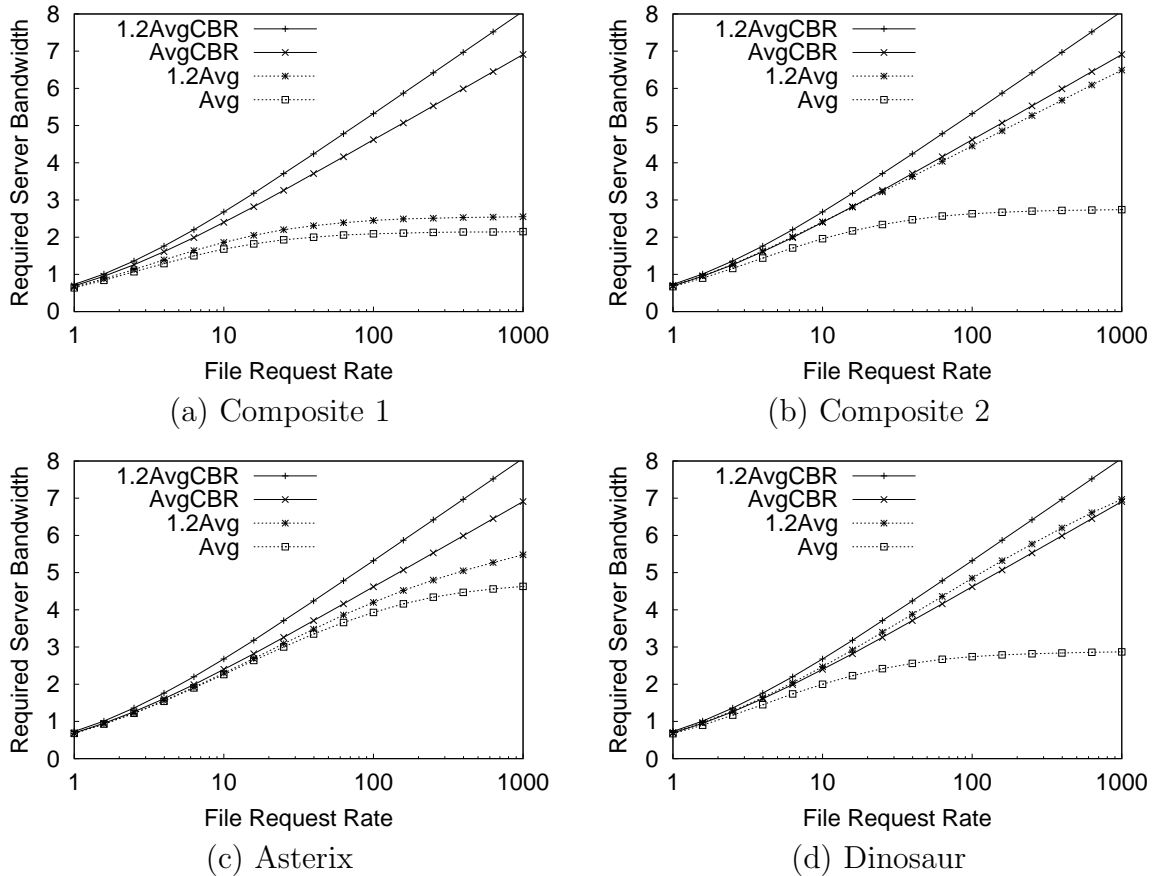 Required Server Bandwidth
8
7
6
5
4
3
2
1
0
1.2AvgCBR
AvgCBR
1.2Avg
Avg
1
10
100
1000
File Request Rate
(a) Composite 1
Required Server Bandwidth
8
7
6
5
4
3
2
1
0
1.2AvgCBR
AvgCBR
1.2Avg
Avg
1
10
100
1000
File Request Rate
(b) Composite 2
Required Server Bandwidth
8
7
6
5
4
3
2
1
0
1.2AvgCBR
AvgCBR
1.2Avg
Avg
1
10
100
1000
File Request Rate
(c) Asterix
Required Server Bandwidth
8
7
6
5
4
3
2
1
0
1.2AvgCBR
AvgCBR
1.2Avg
Avg
1
10
100
1000
File Request Rate
(d) Dinosaur